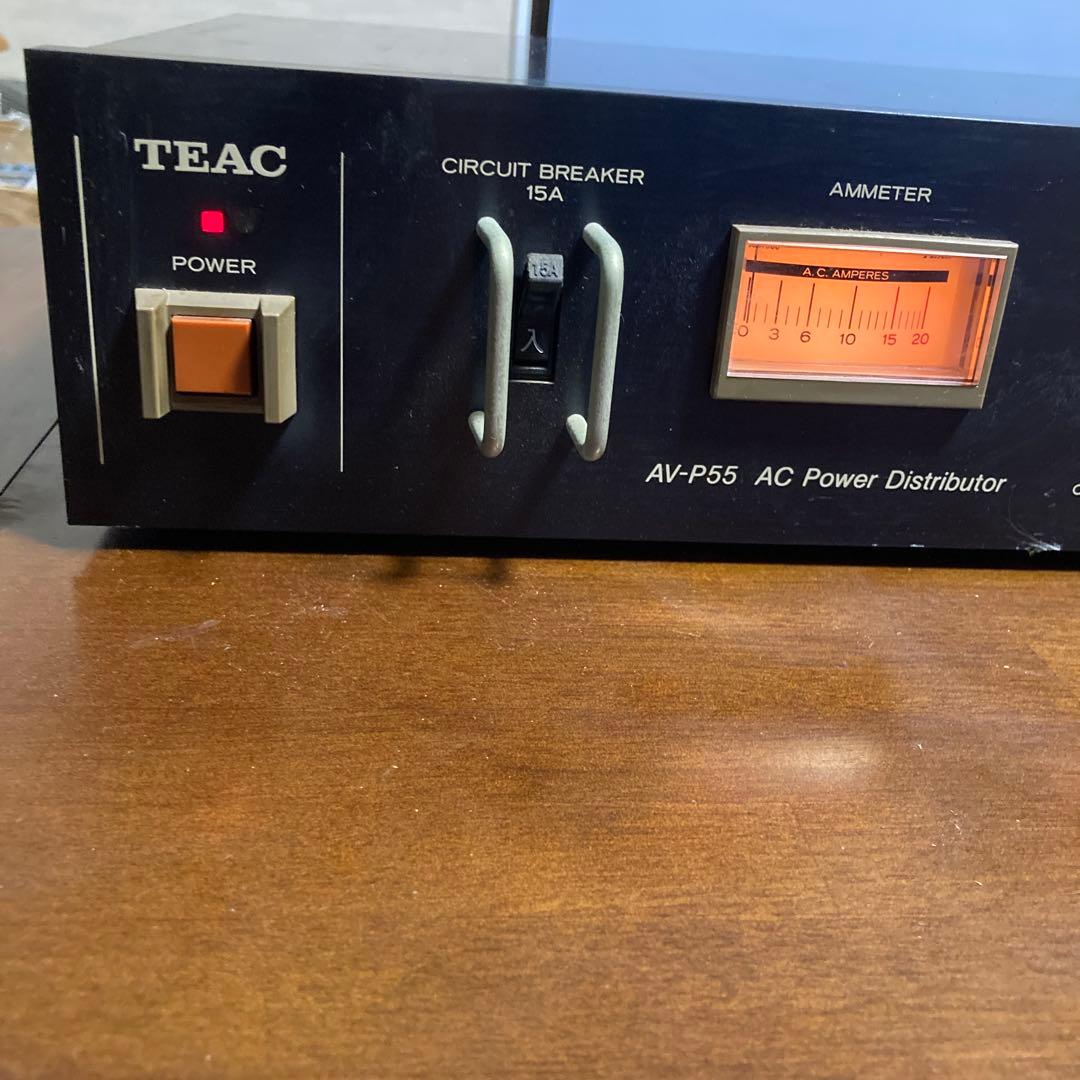 TEAC
POWER
CIRCUIT BREAKER
15A
15A
入
AMMETER
A.C. AMPERES
0 3 6 10 15 20
AV-P55 AC Power Distributor